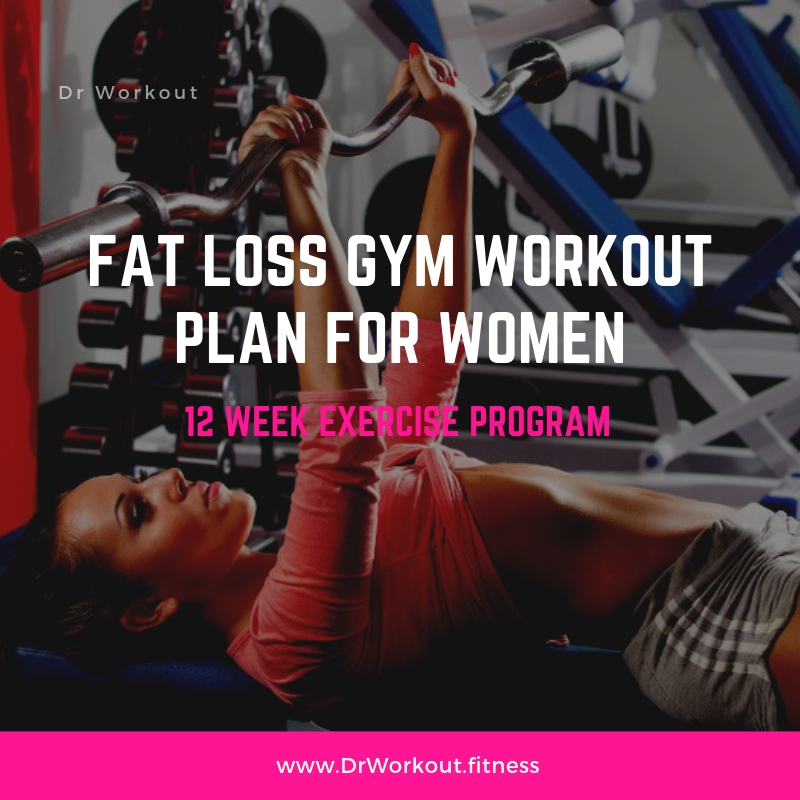 Dr Workout
FAT LOSS GYM WORKOUT
PLAN FOR WOMEN
12 WEEK EXERCISE PROGRAM
www.DrWorkout.fitness